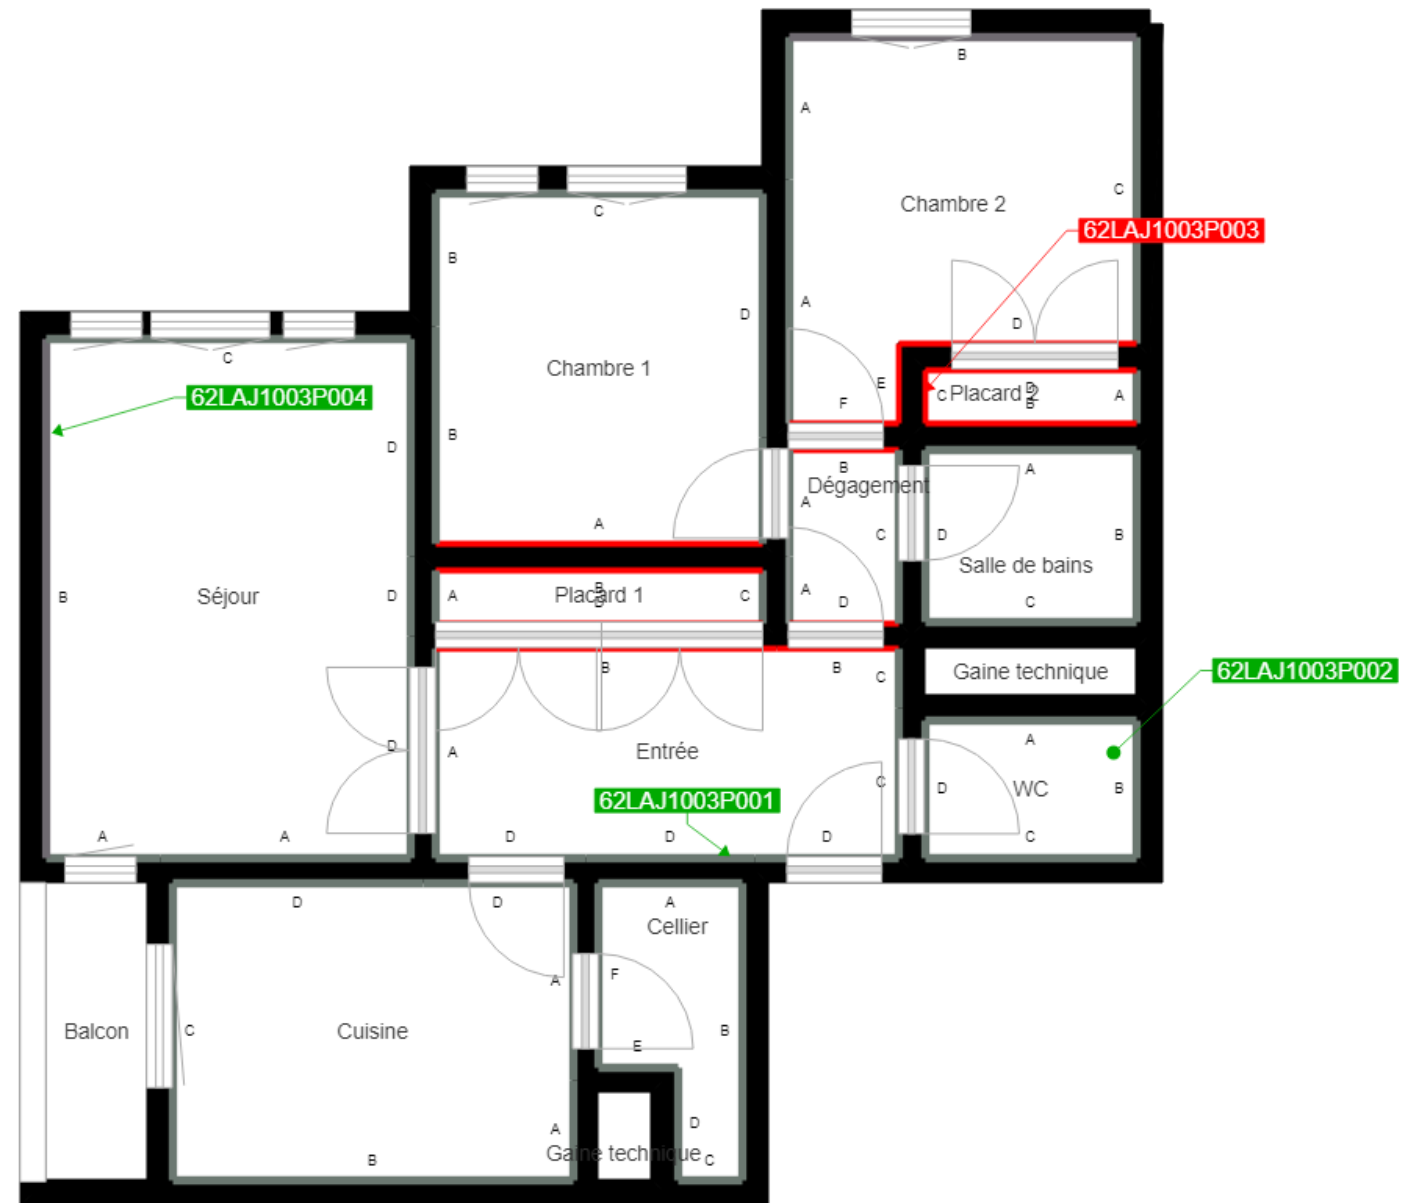 B
A
C
Chambre 2
62LAJ1003P003
C
B
D
Chambre 1
B
A
A
D
E
F
D
B
C
Placard 2
A
C
62LAJ1003P004
D
B
Séjour
D
D
A
A
B
Dégagement
A
C
A
D
A
D
B
Salle de bains
C
B
D
A
Placard 1
C
Gaine technique
62LAJ1003P002
B
B
C
A
Entrée
C
62LAJ1003P001
D
D
D
A
D
WC
B
C
D
D
A
Cellier
A
F
Balcon
C
Cuisine
B
E
A
D
B
Gaine technique
C